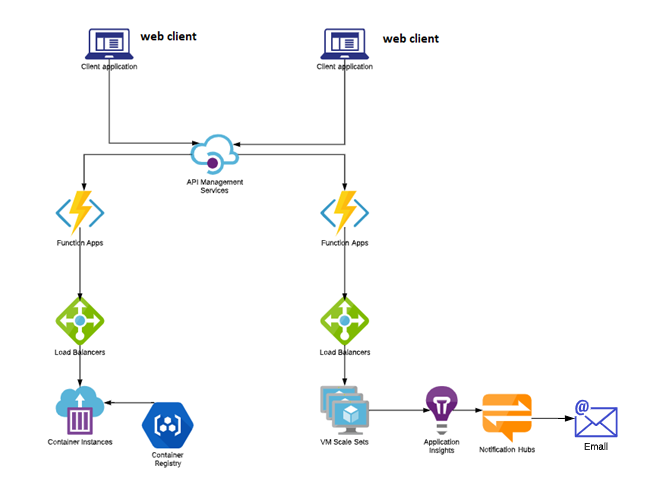 web client
web client
Client application
Client application
API Management
Services
Function Apps
Function Apps
Load Balancers
Load Balancers
Container Instances
Container
Registry
VM Scale Sets
Application
Insights
Notification Hubs
@
Email